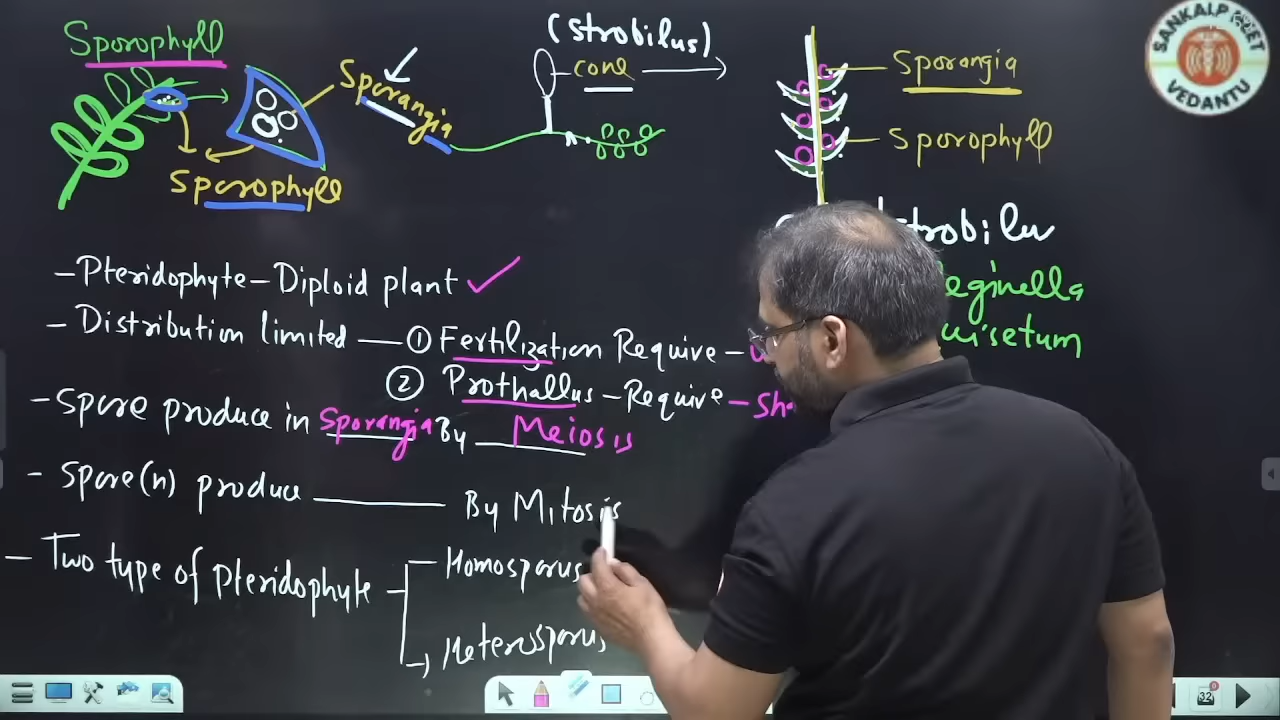 Sporophyll
Sporangia
Sporophyll
(Strobilus)
cone
Sporangia
Sporophyll
strobilu
- Pteridophyte - Diploid plant ✓
eginella
- Distribution limited — ① Fertilization Require -
uisetum
② Prothallus - Require - Sh
- Spore produce in Sporangia By Meiosis
- Spore(n) produce — By Mitosis
- Two type of Pteridophyte
Homosporus
Heterosporus
SANKALP NEET
VEDANTU
32